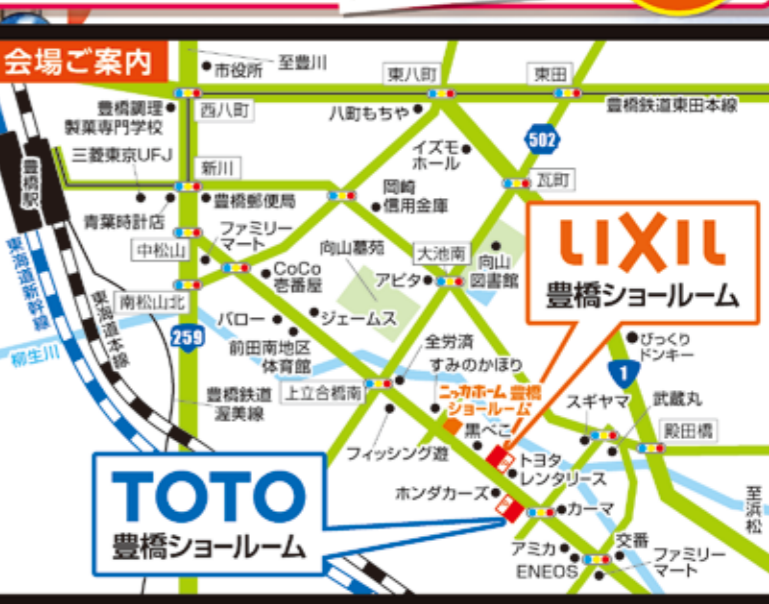 会場ご案内
市役所
至豊川
東八町
東田
豊橋調理
製菓専門学校
西八町
八町もちや
豊橋鉄道東田本線
三菱東京UFJ
イズモ
ホール
502
豊橋駅
新川
瓦町
豊橋郵便局
岡崎
信用金庫
青葉時計店
ファミリー
マート
中松山
向山墓苑
大池南
向山
図書館
LIXIL
豊橋ショールーム
東海道新幹線
東海道本線
CoCo
壱番屋
アピタ
南松山北
バロー
ジェームス
259
前田南地区
体育館
全労済
びっくり
ドンキー
柳生川
すみのかほり
1
豊橋鉄道
渥美線
上立合橋南
ニッカホーム 豊橋
ショールーム
スギヤマ
武蔵丸
黒べこ
殿田橋
フィッシング遊
トヨタ
レンタリース
TOTO
豊橋ショールーム
ホンダカーズ
カーマ
至浜松
アミカ
ENEOS
交番
ファミリー
マート